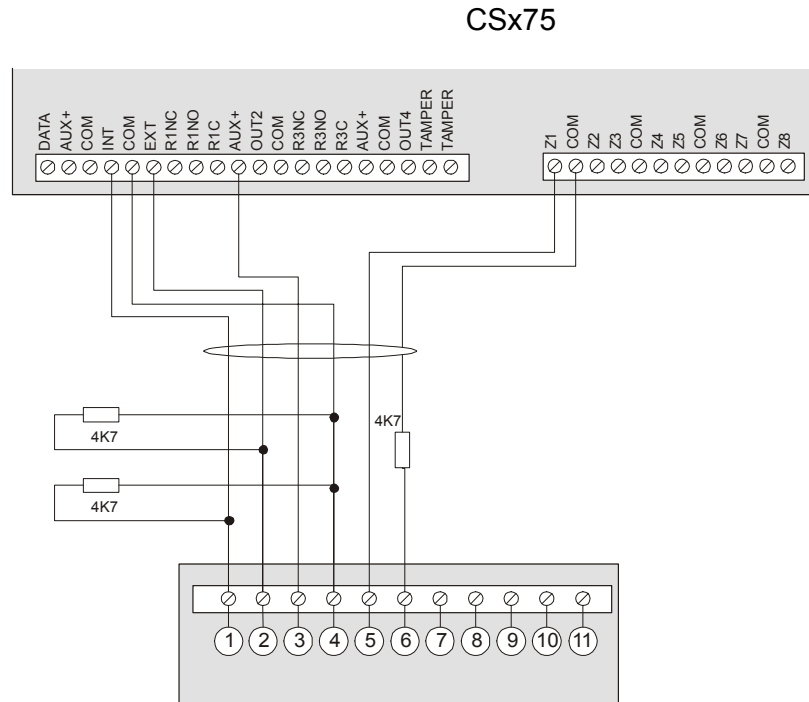 CSx75
DATA
AUX+
COM
INT
COM
EXT
R1NC
R1NO
R1C
AUX+
OUT2
COM
R3NC
R3NO
R3C
AUX+
COM
OUT4
TAMPER
TAMPER
Z1
COM
Z2
Z3
COM
Z4
Z5
COM
Z6
Z7
COM
Z8
4K7
4K7
4K7
1 2 3 4 5 6 7 8 9 10 11